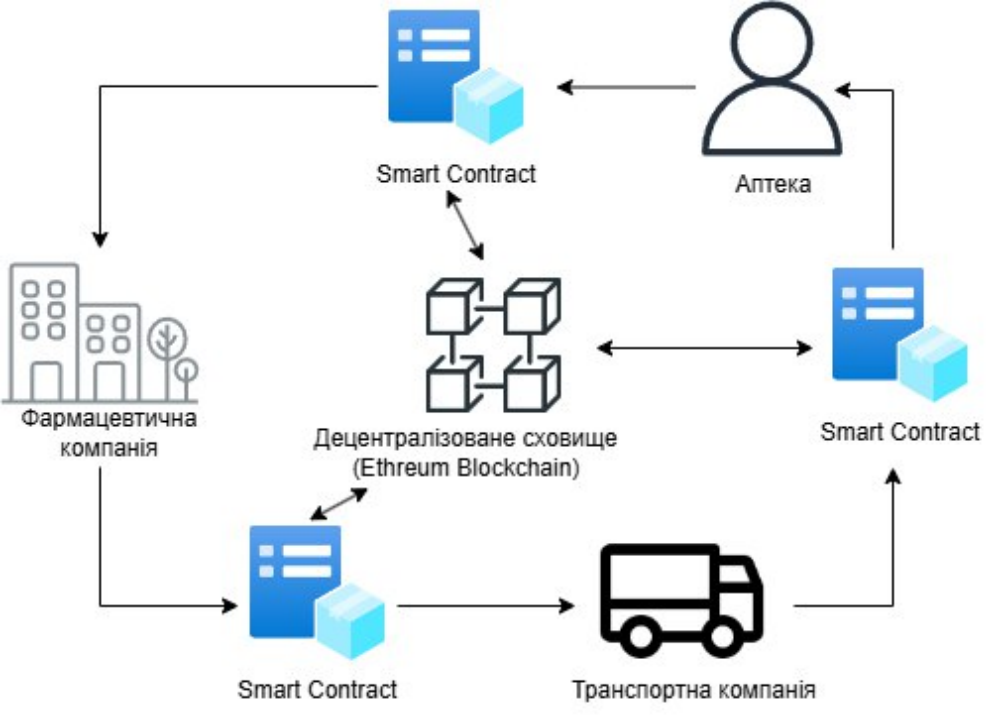 Smart Contract
Аптека
Фармацевтична
компанія
Децентралізоване сховище
(Ethreum Blockchain)
Smart Contract
Smart Contract
Транспортна компанія